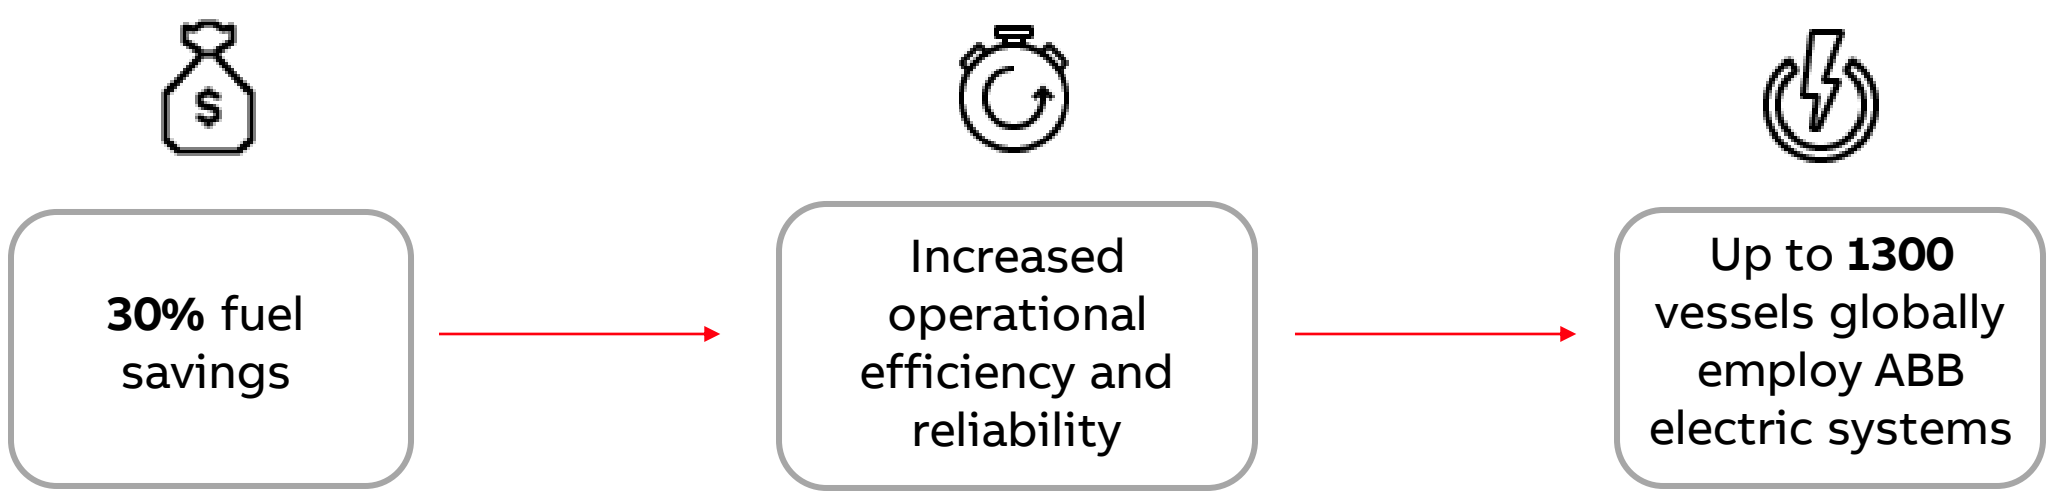 $
30% fuel
savings
Increased
operational
efficiency and
reliability
Up to 1300
vessels globally
employ ABB
electric systems